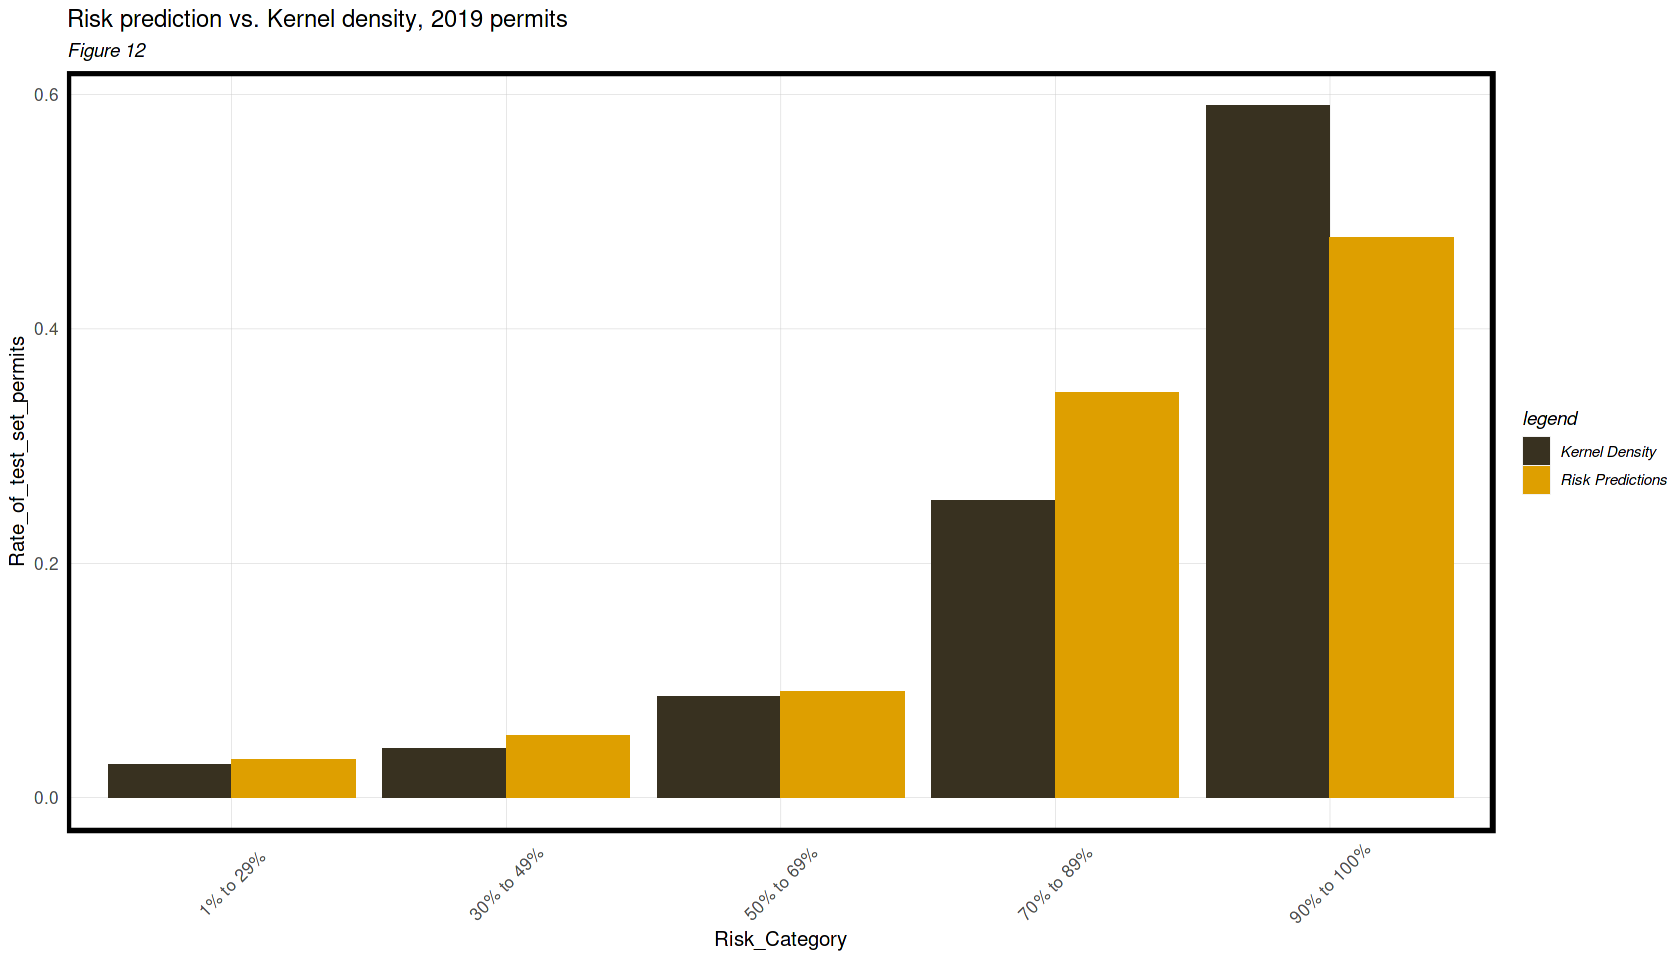 Risk prediction vs. Kernel density, 2019 permits
Figure 12
Rate_of_test_set_permits
0.6
0.4
0.2
0.0
1% to 29%
30% to 49%
50% to 69%
70% to 89%
90% to 100%
Risk_Category
legend
Kernel Density
Risk Predictions